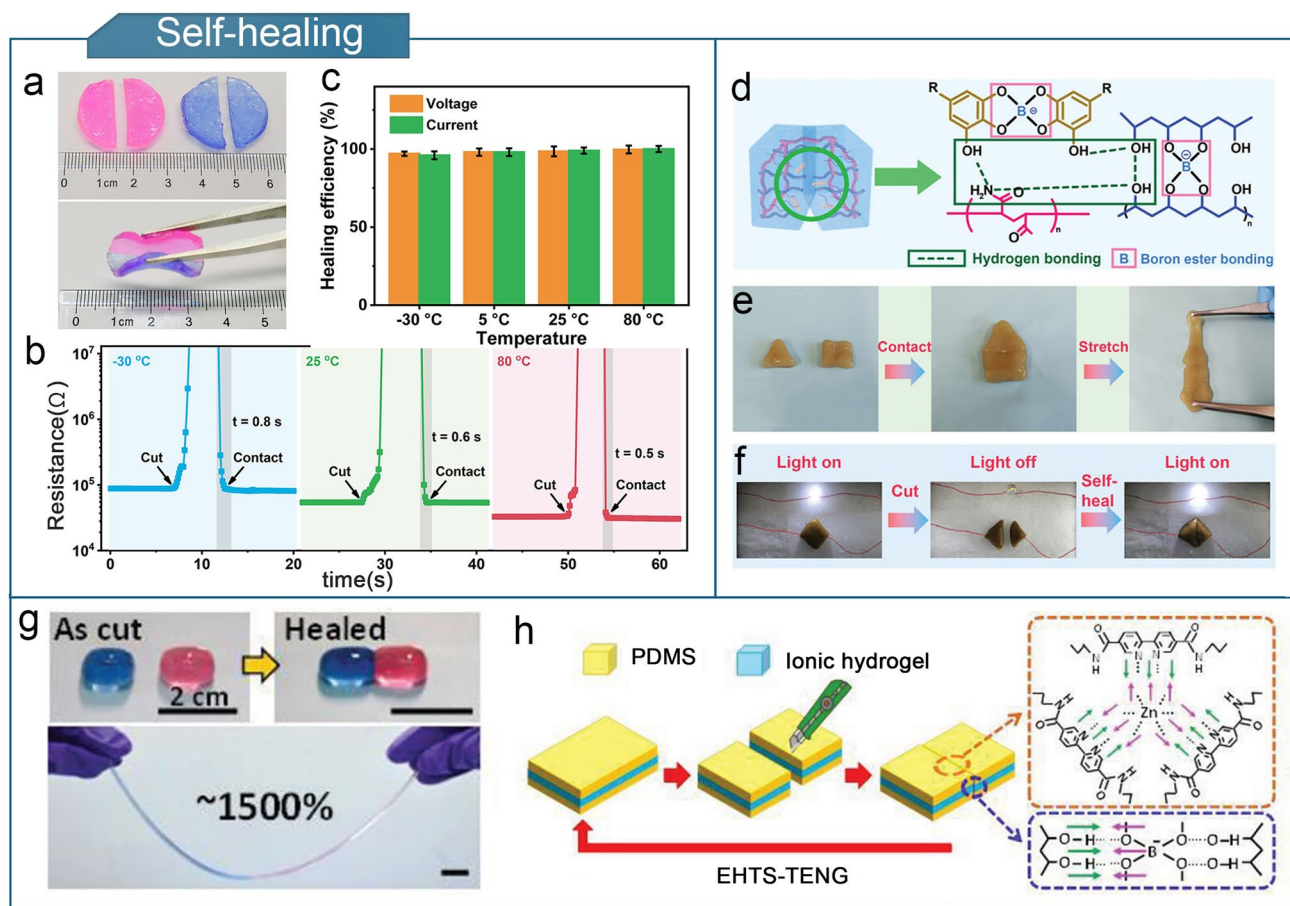 Self-healing
a
0 1cm 2 3 4 5 6
0 1cm 2 3 4 5
c
Healing efficiency (%)
100
50
0
Voltage
Current
-30 °C 5 °C 25 °C 80 °C
Temperature
b
Resistance(Ω)
10⁷
10⁶
10⁵
10⁴
-30 °C
25 °C
80 °C
t = 0.8 s
t = 0.6 s
t = 0.5 s
Cut
Contact
Cut
Contact
Cut
Contact
0 10 20 30 40 50 60
time(s)
d
R O O R
B⊖
O O
OH OH OH
O O
B⊖
O O
H₂N O OH OH
O n n
Hydrogen bonding
B Boron ester bonding
e
Contact
Stretch
f
Light on
Cut
Light off
Self-
heal
Light on
g
As cut
Healed
2 cm
~1500%
h
PDMS
Ionic hydrogel
EHTS-TENG
O O
N N
H H
N N
Zn
O O
O O
O-H O B⁻ O O-H
O-H O O O-H